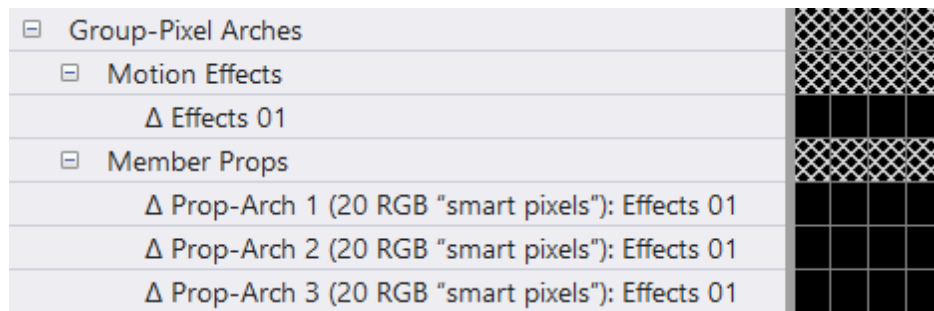 Group-Pixel Arches
Motion Effects
Δ Effects 01
Member Props
Δ Prop-Arch 1 (20 RGB “smart pixels”): Effects 01
Δ Prop-Arch 2 (20 RGB “smart pixels”): Effects 01
Δ Prop-Arch 3 (20 RGB “smart pixels”): Effects 01